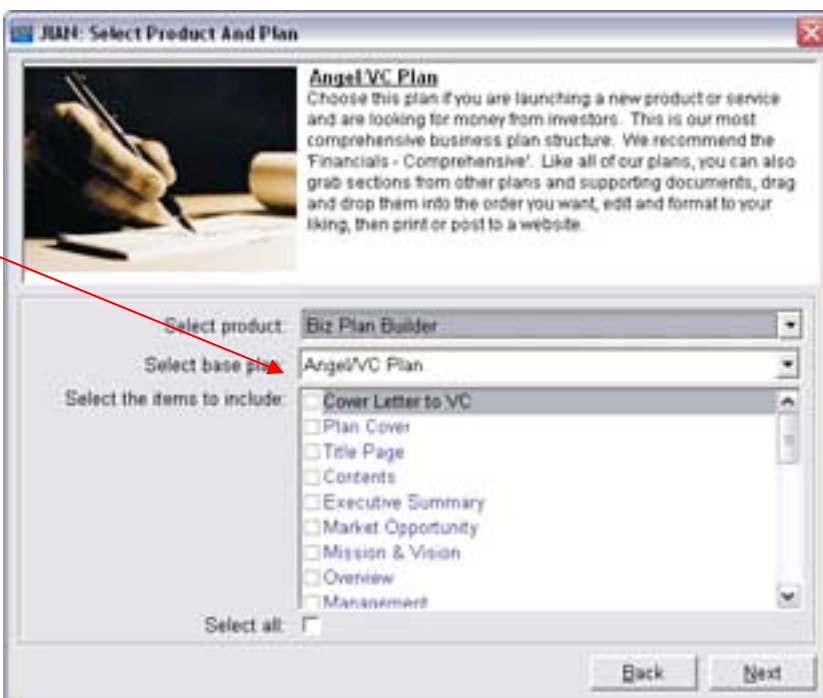 JIAN: Select Product And Plan
Angel/VC Plan
Choose this plan if you are launching a new product or service
and are looking for money from investors. This is our most
comprehensive business plan structure. We recommend the
'Financials - Comprehensive'. Like all of our plans, you can also
grab sections from other plans and supporting documents, drag
and drop them into the order you want, edit and format to your
liking, then print or post to a website.
Select product: Biz Plan Builder
Select base plan: Angel/VC Plan
Select the items to include: Cover Letter to VC
Plan Cover
Title Page
Contents
Executive Summary
Market Opportunity
Mission & Vision
Overview
Management
Select all:
Back Next